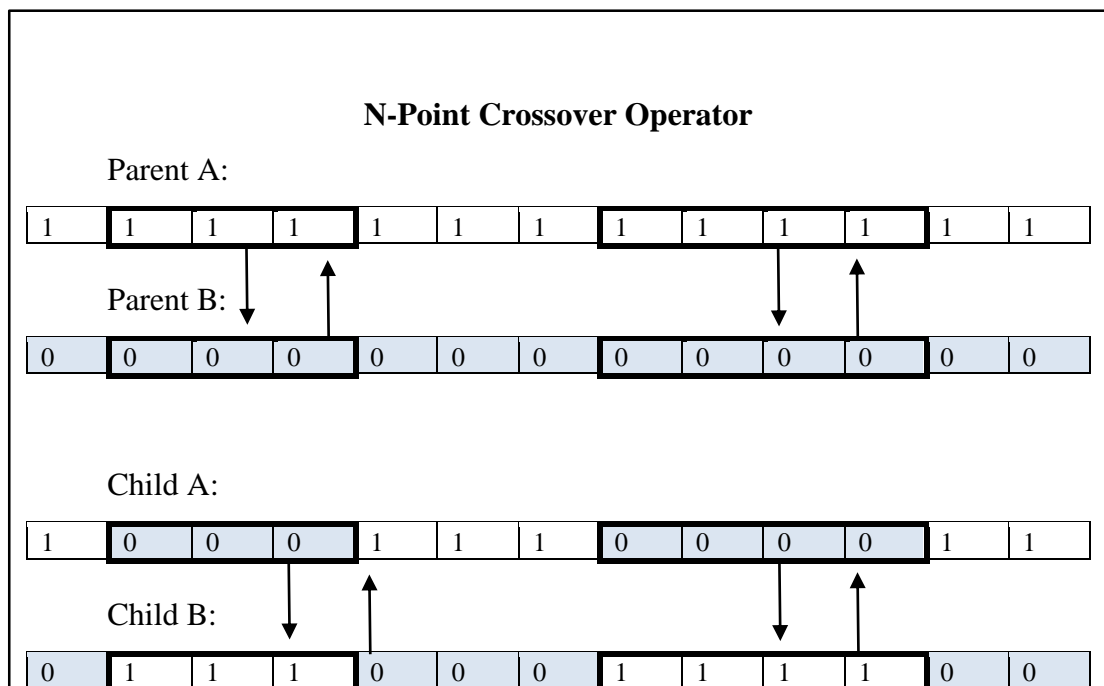 N-Point Crossover Operator
Parent A:
1 1 1 1 1 1 1 1 1 1 1 1 1
Parent B:
0 0 0 0 0 0 0 0 0 0 0 0 0
Child A:
1 0 0 0 1 1 1 0 0 0 0 1 1
Child B:
0 1 1 1 0 0 0 1 1 1 1 0 0